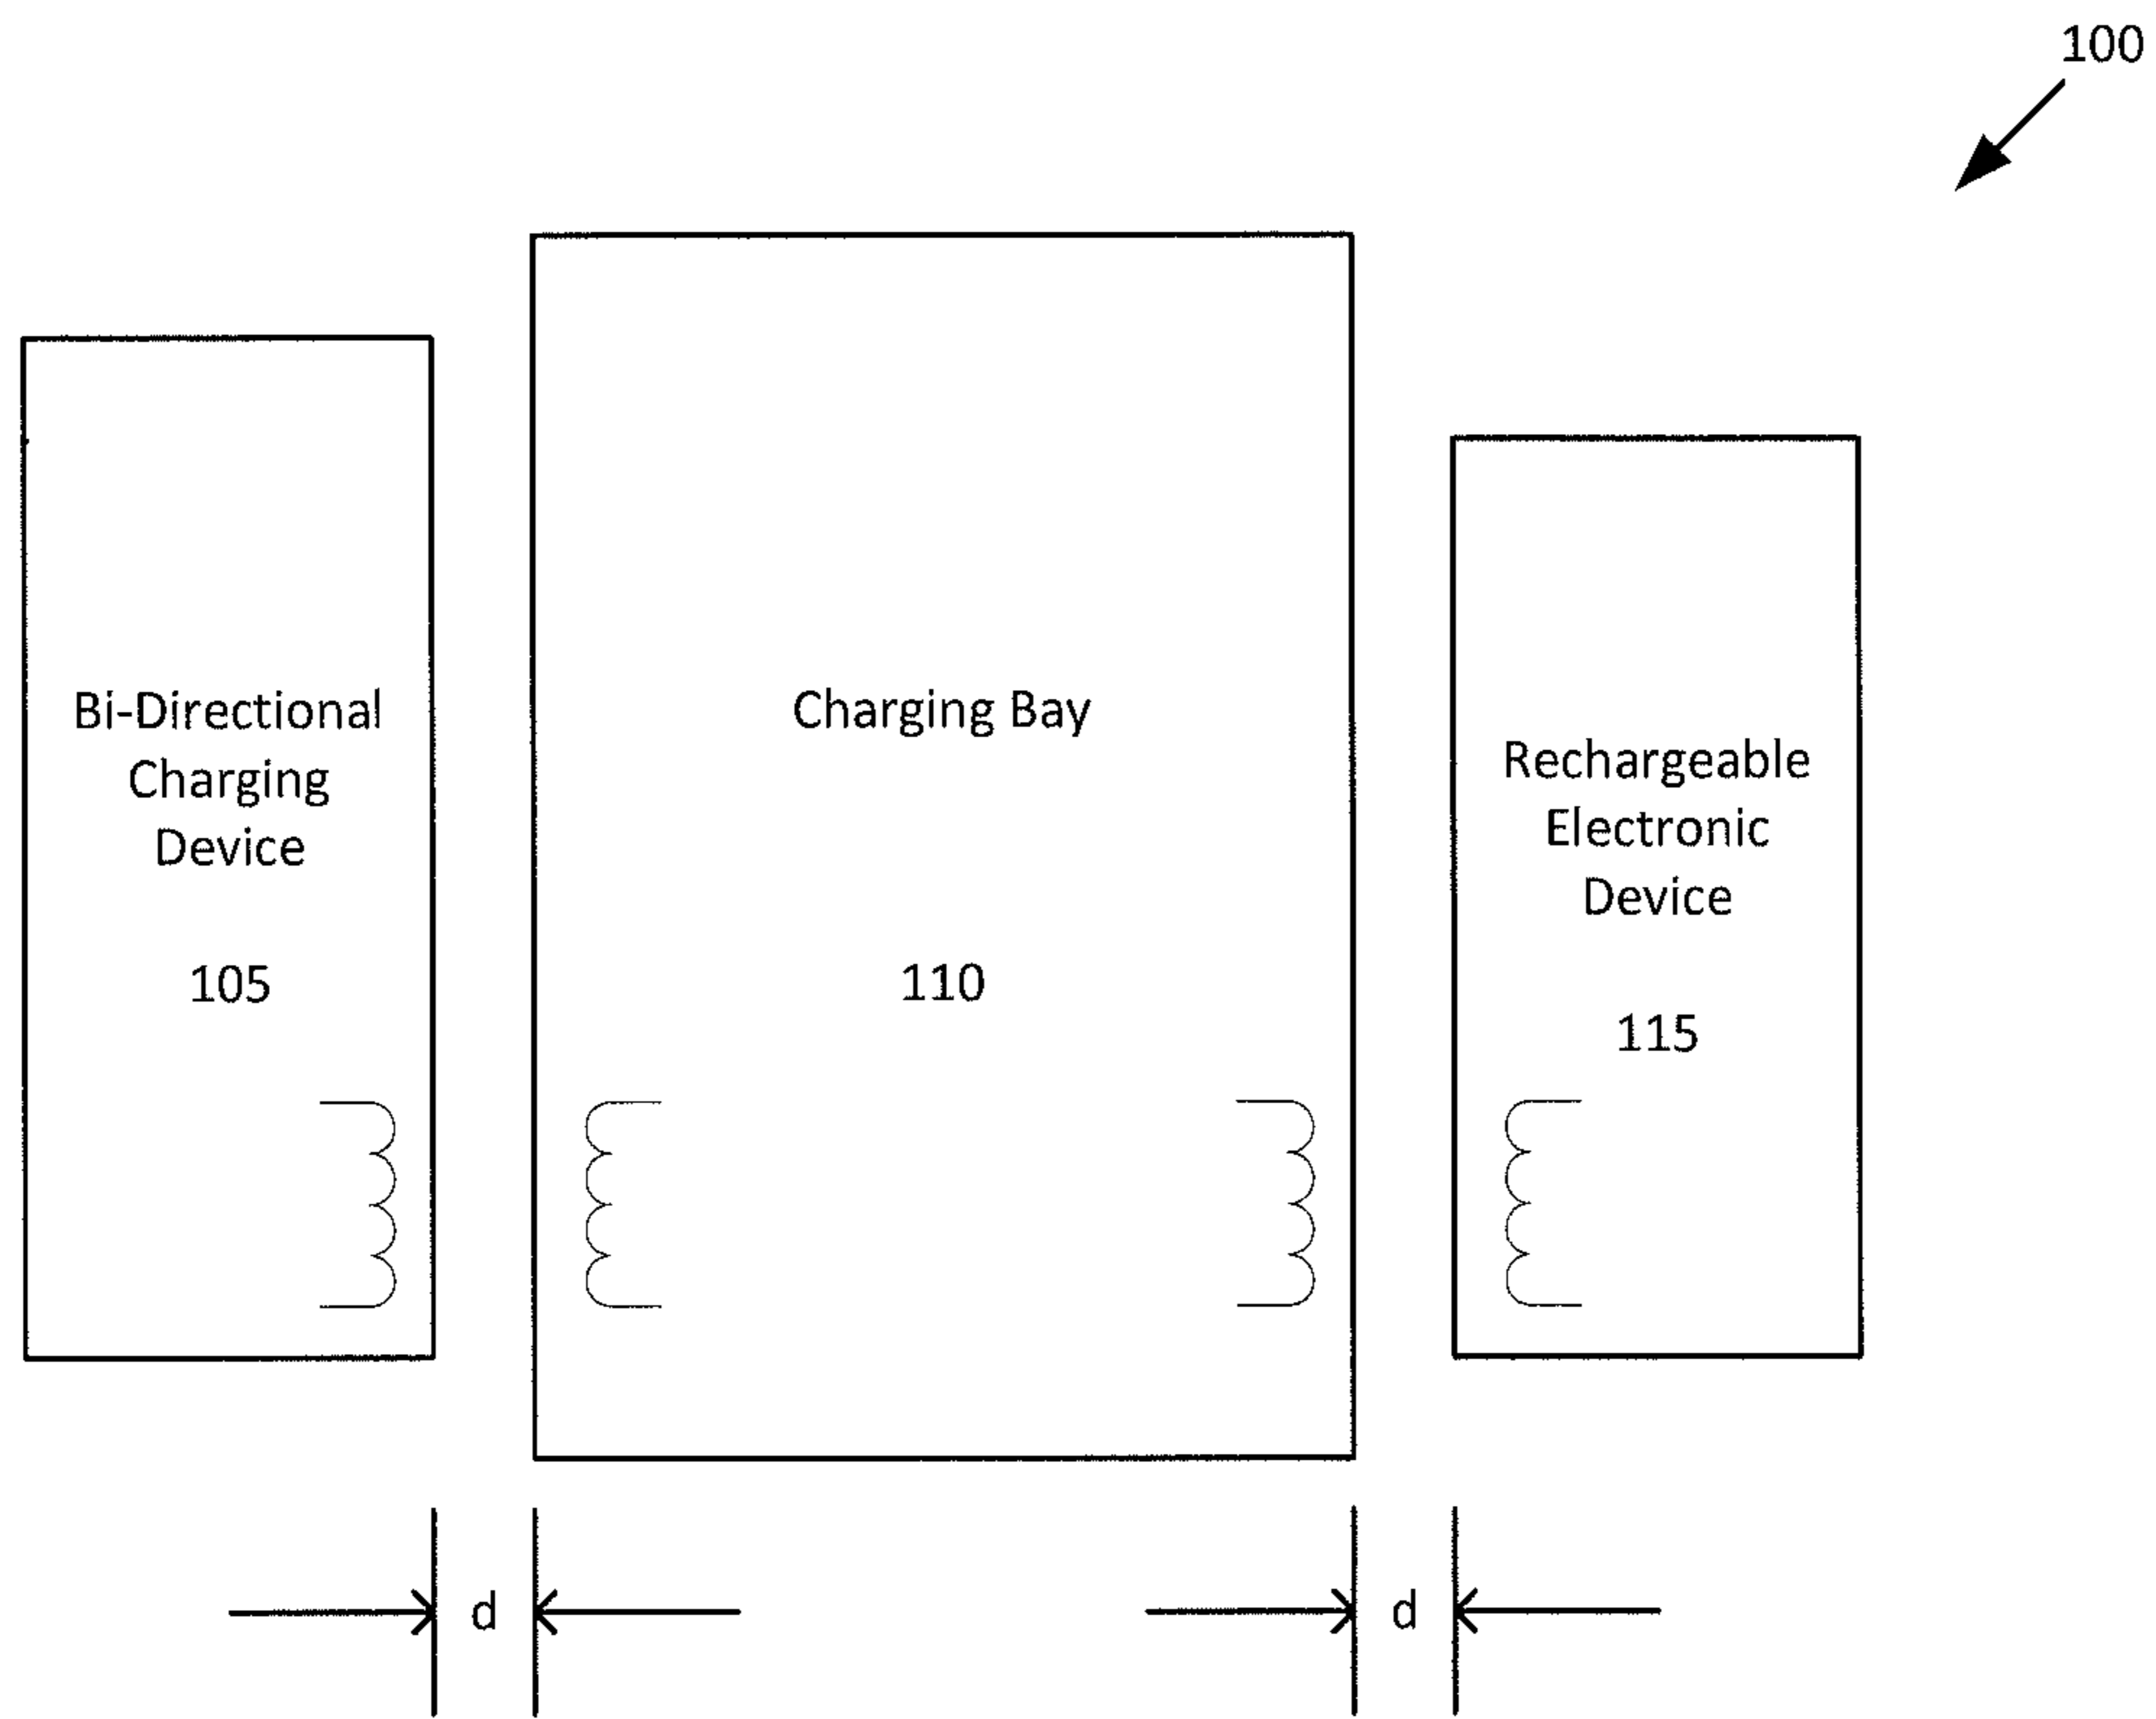 100
Bi-Directional
Charging
Device
105
Charging Bay
110
Rechargeable
Electronic
Device
115
d
d